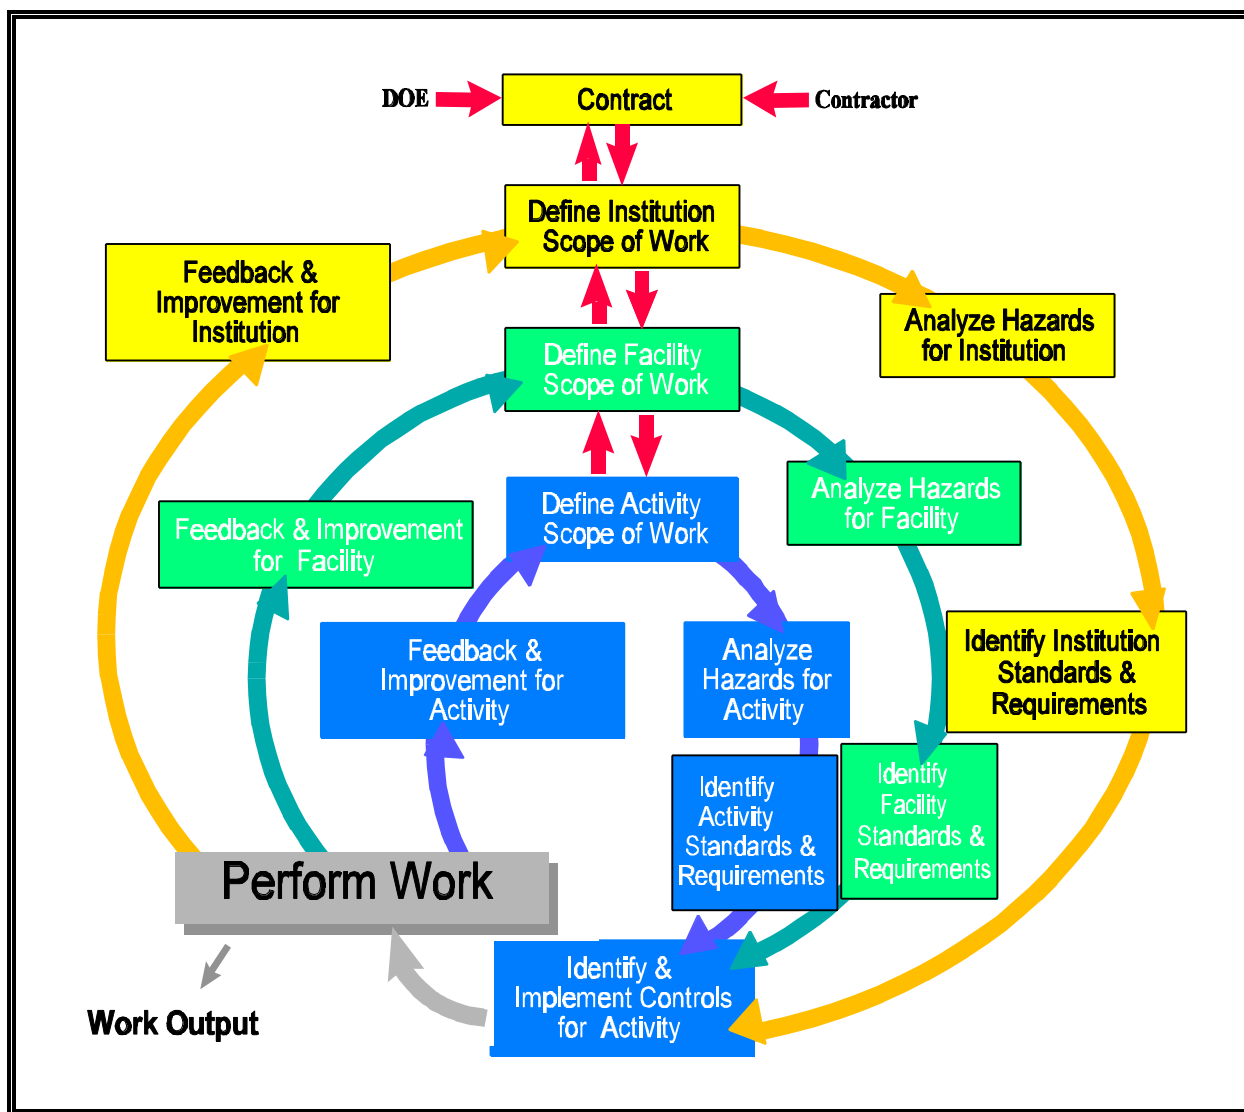 DOE
Contract
Contractor
Define Institution
Scope of Work
Feedback &
Improvement for
Institution
Analyze Hazards
for Institution
Define Facility
Scope of Work
Analyze Hazards
for Facility
Define Activity
Scope of Work
Feedback & Improvement
for Facility
Feedback &
Improvement for
Activity
Analyze
Hazards for
Activity
Identify Institution
Standards &
Requirements
Identify
Activity
Standards &
Requirements
Identify
Facility
Standards &
Requirements
Perform Work
Identify &
Implement Controls
for Activity
Work Output